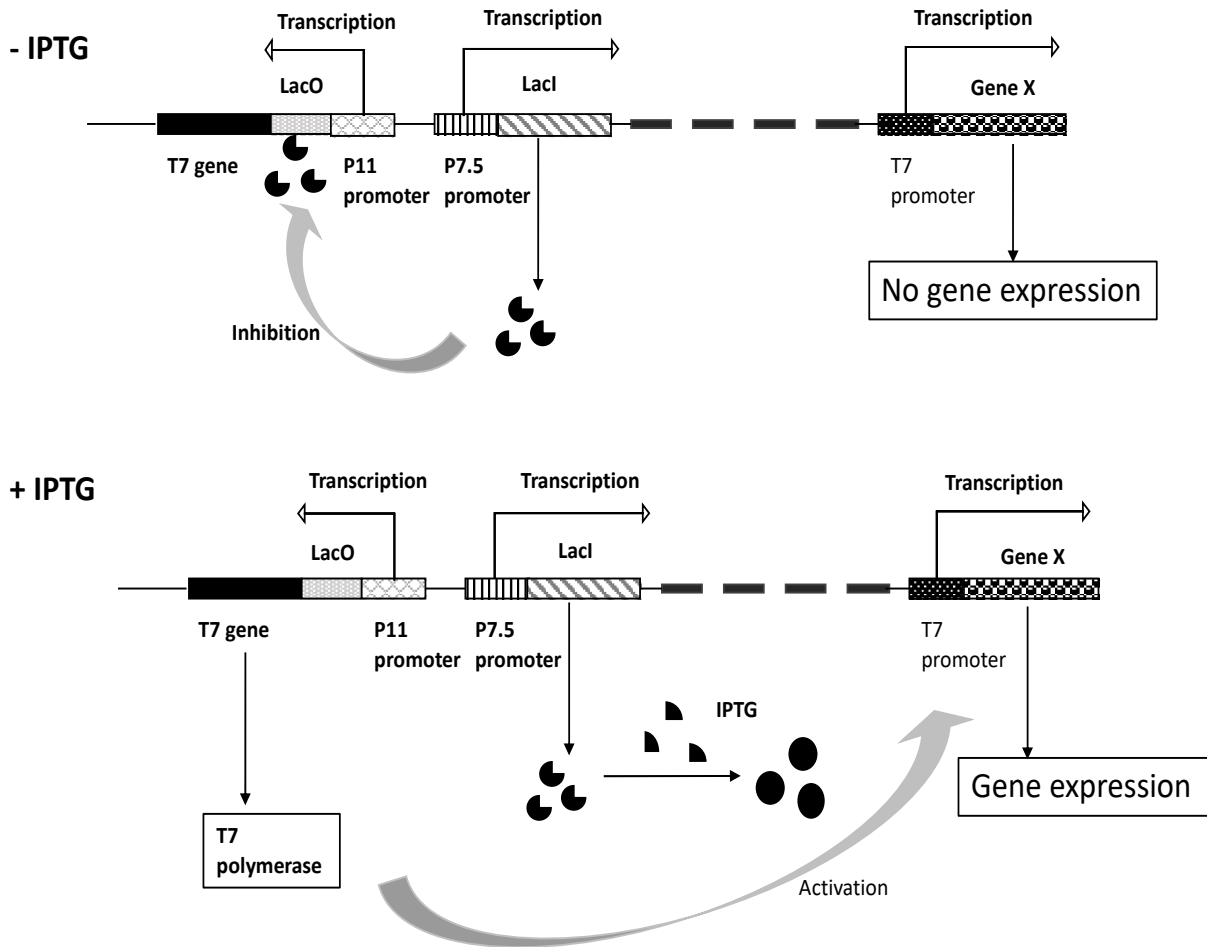 Transcription
Transcription
Transcription
- IPTG
LacO
LacI
Gene X
T7 gene
P11
promoter
P7.5
promoter
T7
promoter
No gene expression
Inhibition
+ IPTG
Transcription
Transcription
Transcription
LacO
LacI
Gene X
T7 gene
P11
promoter
P7.5
promoter
T7
promoter
IPTG
Gene expression
T7
polymerase
Activation